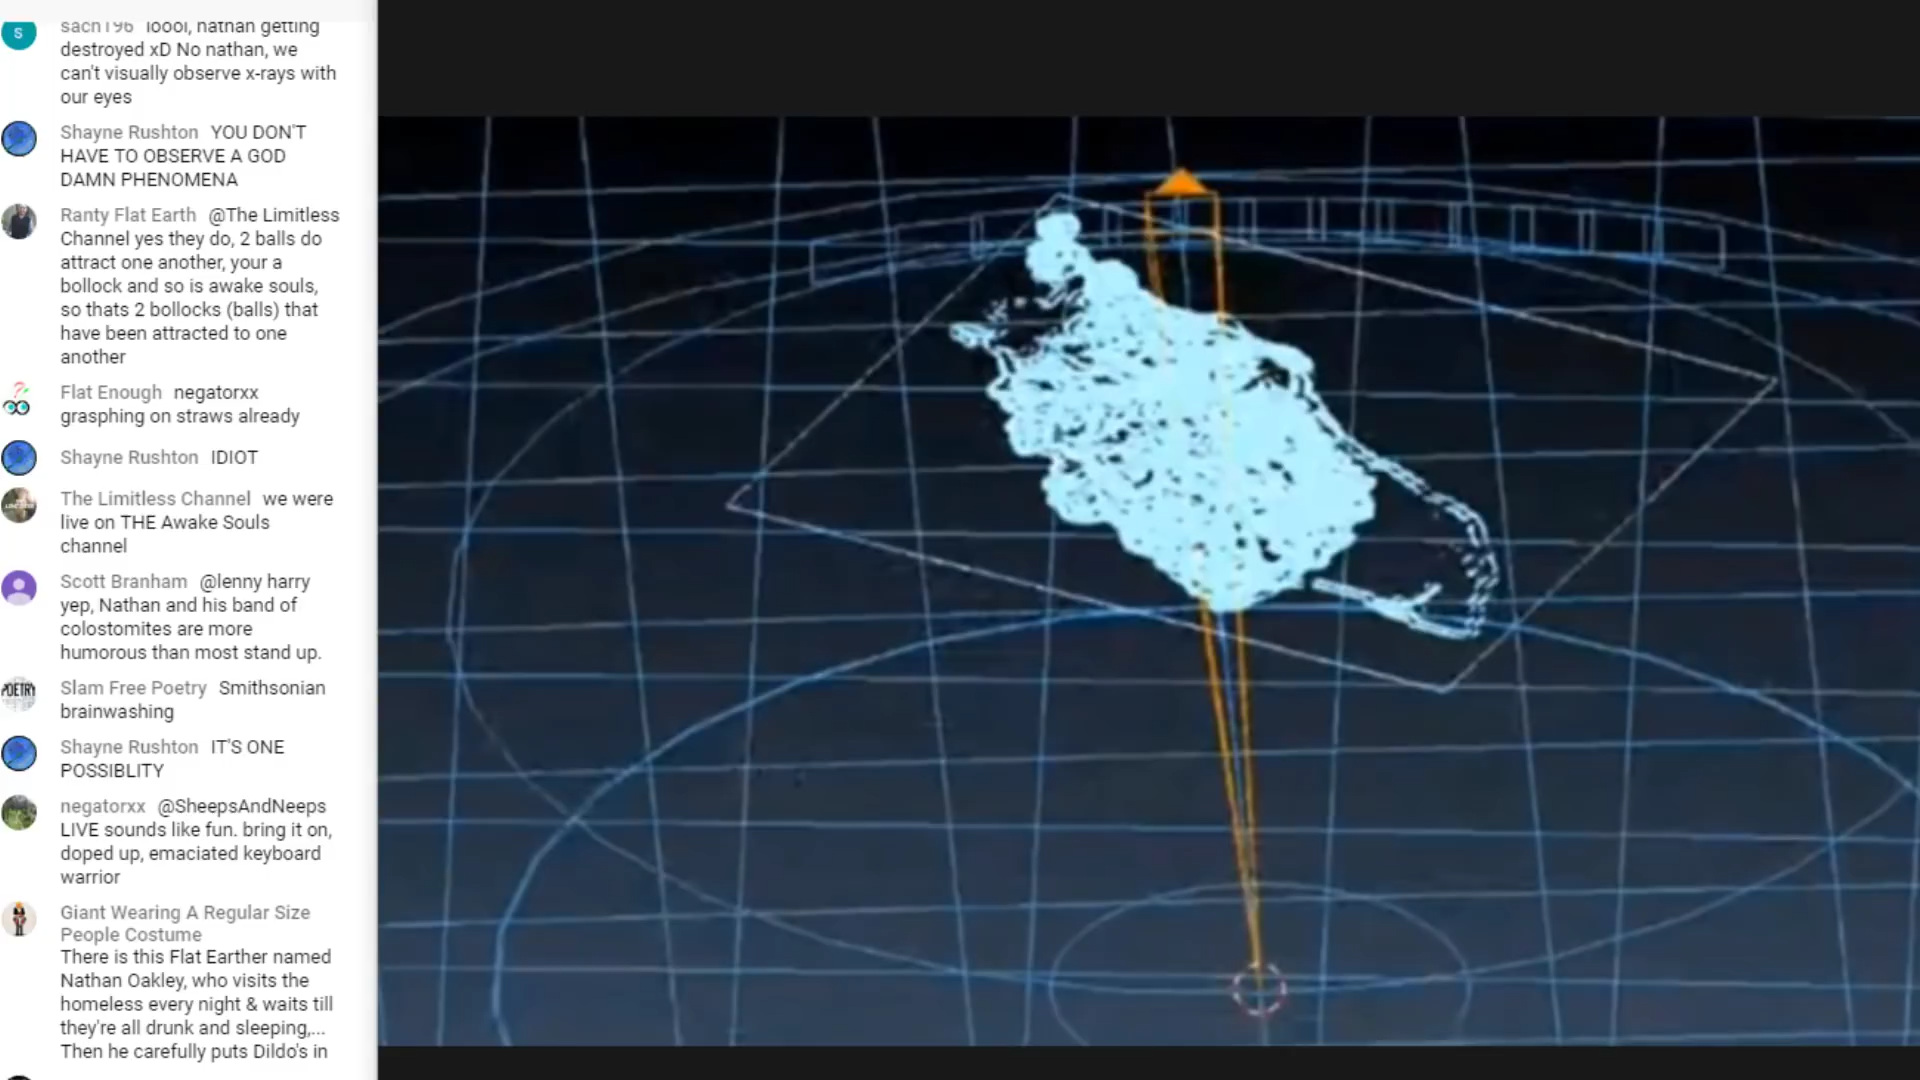 sach196 loool, nathan getting
destroyed xD No nathan, we
can't visually observe x-rays with
our eyes
Shayne Rushton YOU DON'T
HAVE TO OBSERVE A GOD
DAMN PHENOMENA
Ranty Flat Earth @The Limitless
Channel yes they do, 2 balls do
attract one another, your a
bollock and so is awake souls,
so thats 2 bollocks (balls) that
have been attracted to one
another
Flat Enough negatorxx
grasphing on straws already
Shayne Rushton IDIOT
The Limitless Channel we were
live on THE Awake Souls
channel
Scott Branham @lenny harry
yep, Nathan and his band of
colostomites are more
humorous than most stand up.
POETRY
Slam Free Poetry Smithsonian
brainwashing
Shayne Rushton IT'S ONE
POSSIBLITY
negatorxx @SheepsAndNeeps
LIVE sounds like fun. bring it on,
doped up, emaciated keyboard
warrior
Giant Wearing A Regular Size
People Costume
There is this Flat Earther named
Nathan Oakley, who visits the
homeless every night & waits till
they're all drunk and sleeping,...
Then he carefully puts Dildo's in